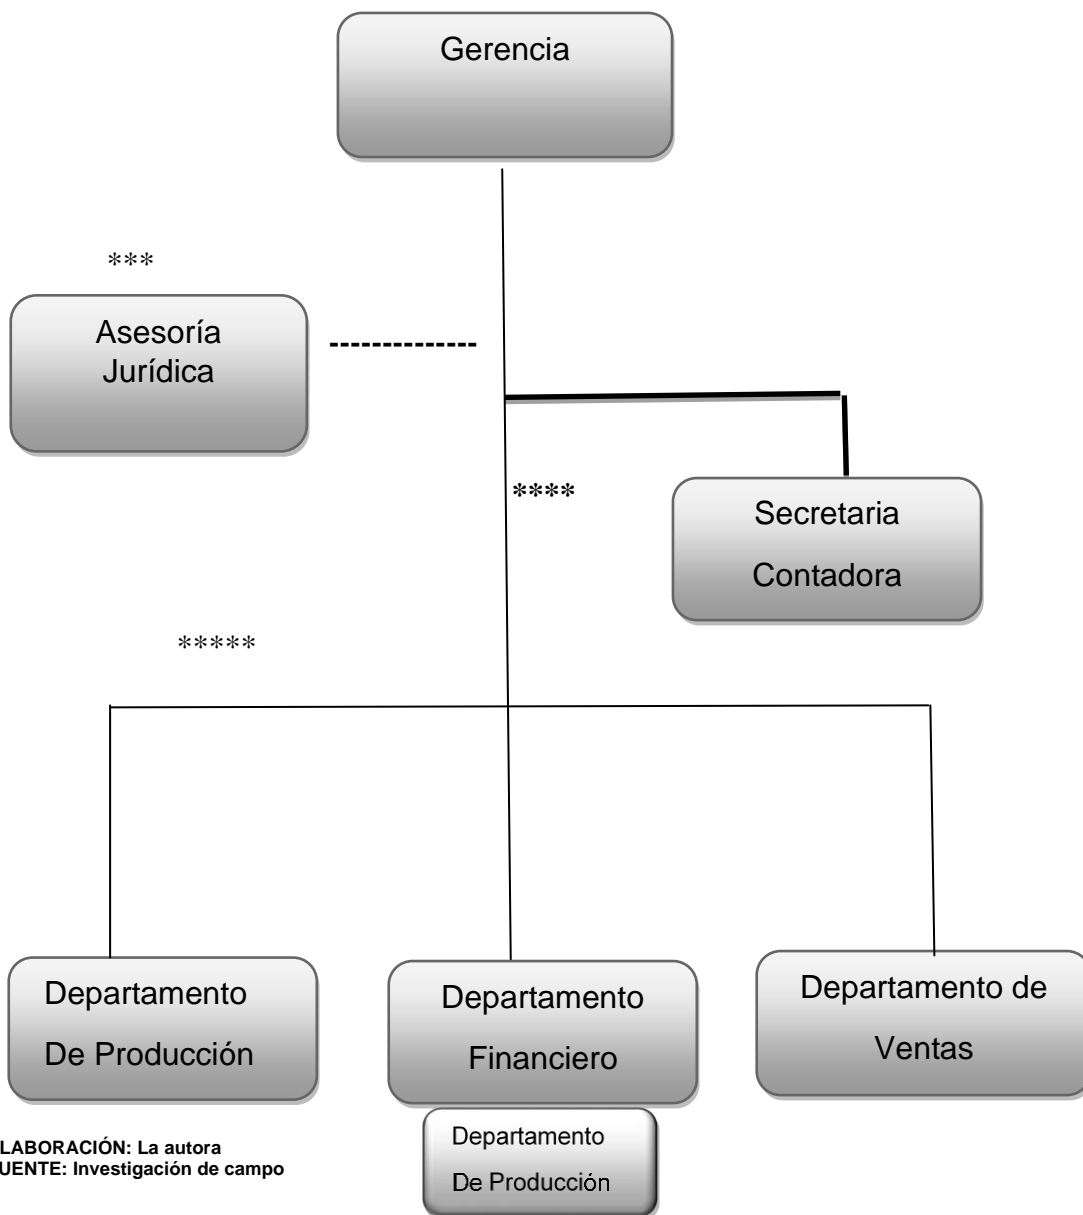 Gerencia
***
Asesoría
Jurídica
--------------
****
Secretaria
Contadora
*****
Departamento
De Producción
Departamento
Financiero
Departamento de
Ventas
LABORACIÓN: La autora
UENTE: Investigación de campo
Departamento
De Producción